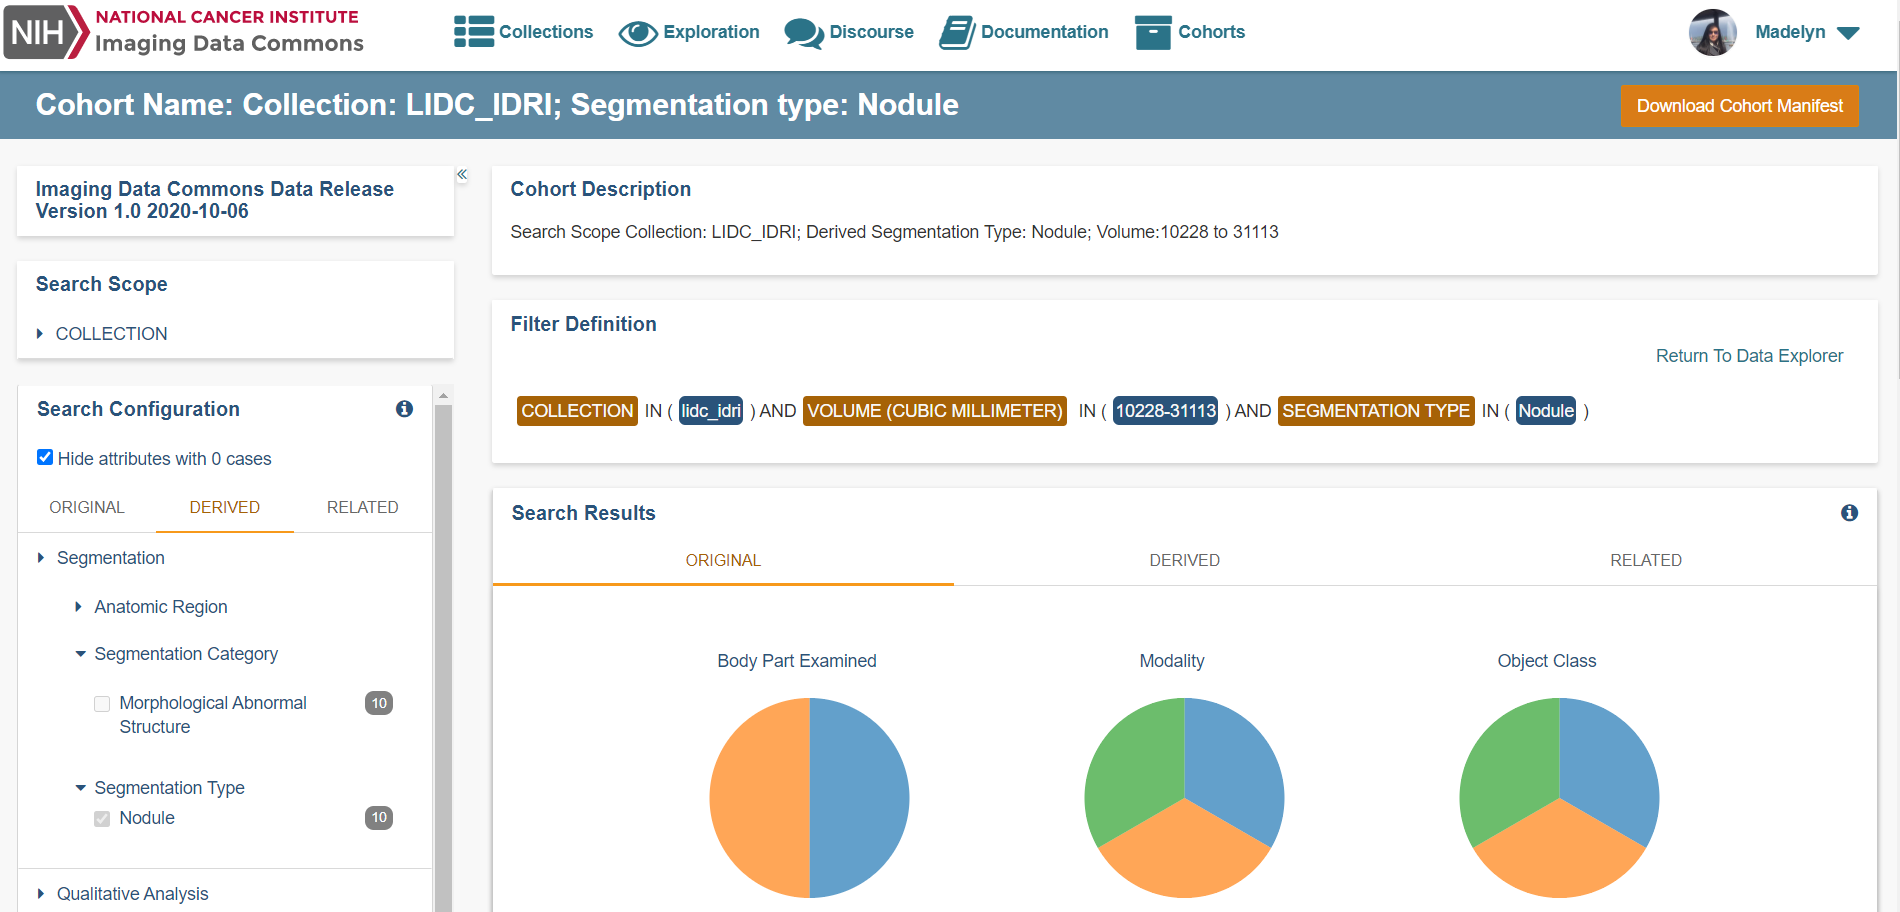 NIH NATIONAL CANCER INSTITUTE
Imaging Data Commons
Collections
Exploration
Discourse
Documentation
Cohorts
Madelyn
Cohort Name: Collection: LIDC_IDRI; Segmentation type: Nodule
Download Cohort Manifest
Imaging Data Commons Data Release
Version 1.0 2020-10-06
Search Scope
COLLECTION
Search Configuration
Hide attributes with 0 cases
ORIGINAL DERIVED RELATED
Segmentation
Anatomic Region
Segmentation Category
Morphological Abnormal 10
Structure
Segmentation Type
Nodule 10
Qualitative Analysis
Cohort Description
Search Scope Collection: LIDC_IDRI; Derived Segmentation Type: Nodule; Volume:10228 to 31113
Filter Definition
Return To Data Explorer
COLLECTION IN ( lidc_idri ) AND VOLUME (CUBIC MILLIMETER) IN ( 10228-31113 ) AND SEGMENTATION TYPE IN ( Nodule )
Search Results
ORIGINAL DERIVED RELATED
Body Part Examined
Modality
Object Class